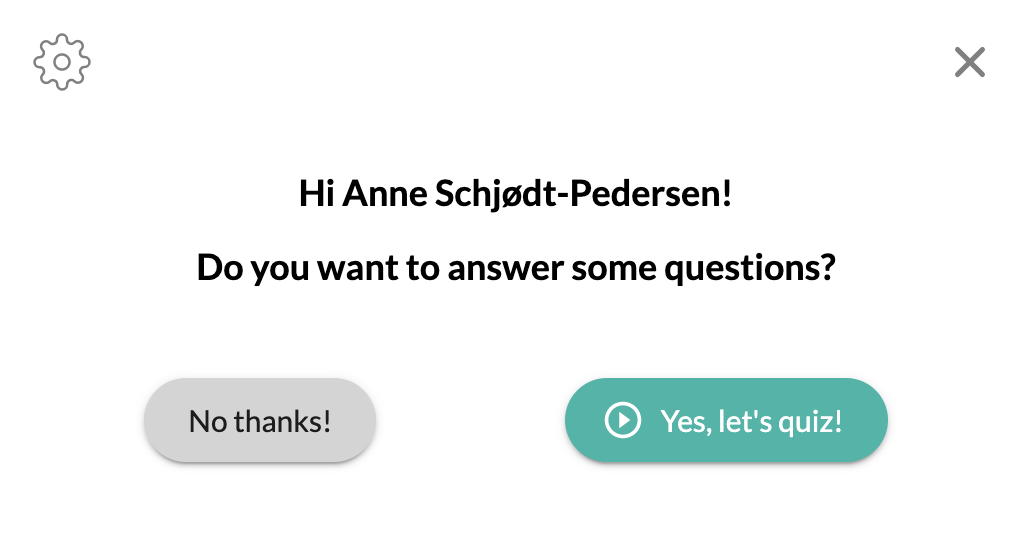 Hi Anne Schjødt-Pedersen!
Do you want to answer some questions?
No thanks!
Yes, let's quiz!